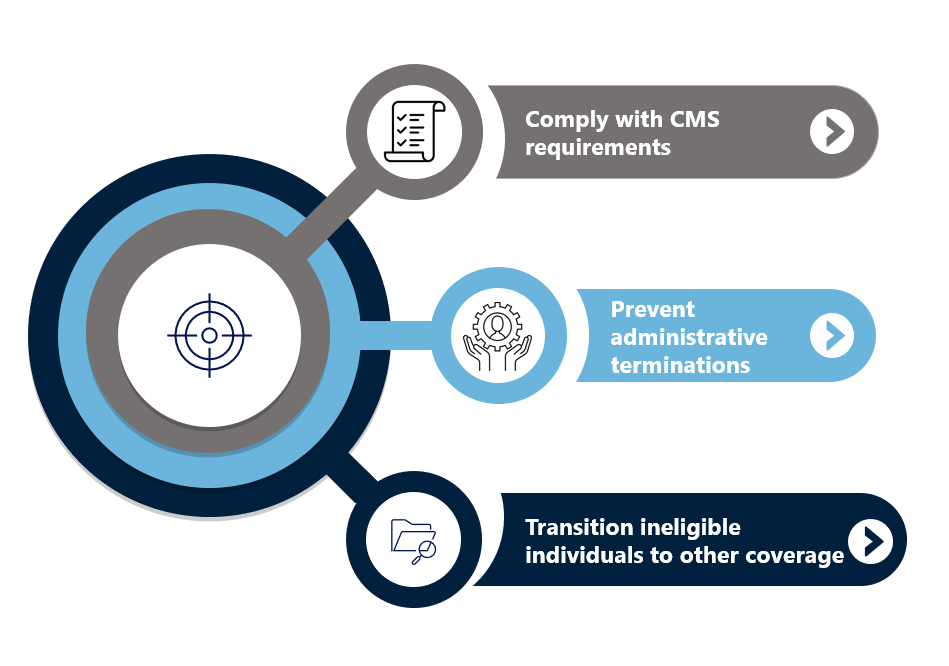 Comply with CMS
requirements
Prevent
administrative
terminations
Transition ineligible
individuals to other coverage